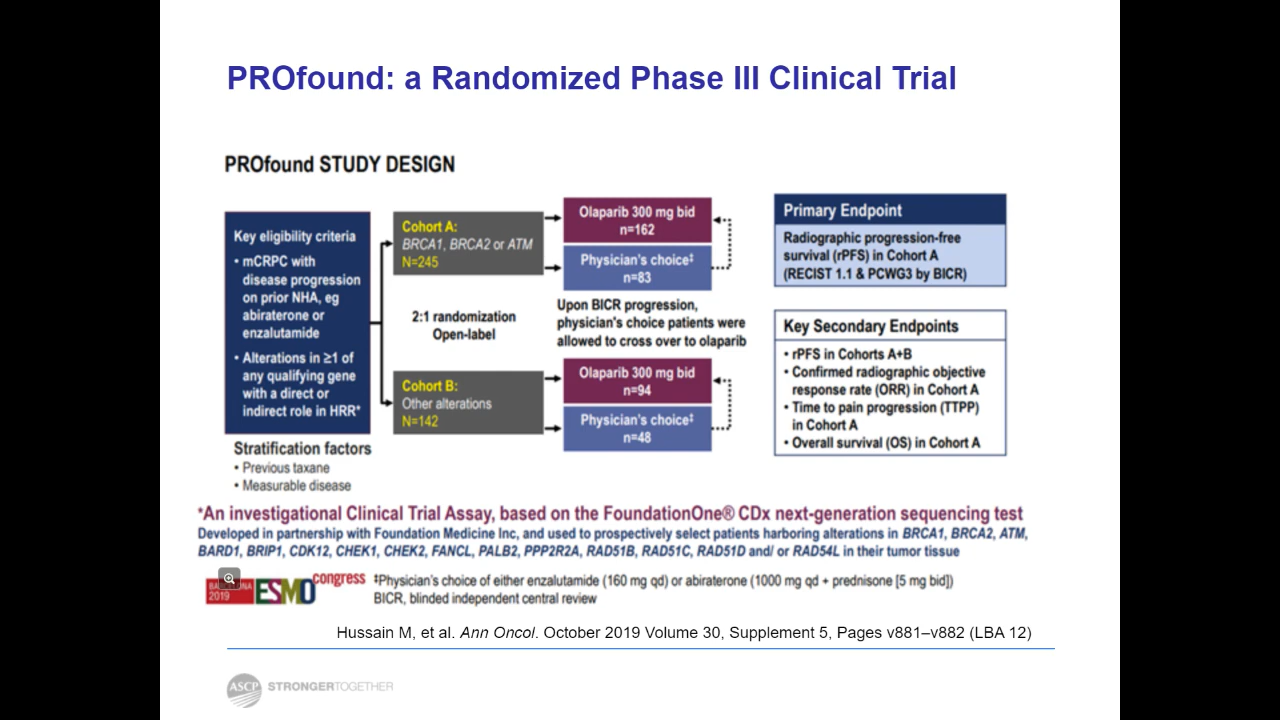 PROfound: a Randomized Phase III Clinical Trial
PROfound STUDY DESIGN
Key eligibility criteria
• mCRPC with
disease progression
on prior NHA, eg
abiraterone or
enzalutamide
• Alterations in ≥1 of
any qualifying gene
with a direct or
indirect role in HRR*
Stratification factors
• Previous taxane
• Measurable disease
Cohort A:
BRCA1, BRCA2 or ATM
N=245
2:1 randomization
Open-label
Cohort B:
Other alterations
N=142
Olaparib 300 mg bid
n=162
Physician's choice‡
n=83
Upon BICR progression,
physician's choice patients were
allowed to cross over to olaparib
Olaparib 300 mg bid
n=94
Physician's choice‡
n=48
Primary Endpoint
Radiographic progression-free
survival (rPFS) in Cohort A
(RECIST 1.1 & PCWG3 by BICR)
Key Secondary Endpoints
• rPFS in Cohorts A+B
• Confirmed radiographic objective
response rate (ORR) in Cohort A
• Time to pain progression (TTPP)
in Cohort A
• Overall survival (OS) in Cohort A
*An investigational Clinical Trial Assay, based on the FoundationOne® CDx next-generation sequencing test
Developed in partnership with Foundation Medicine Inc, and used to prospectively select patients harboring alterations in BRCA1, BRCA2, ATM,
BARD1, BRIP1, CDK12, CHEK1, CHEK2, FANCL, PALB2, PPP2R2A, RAD51B, RAD51C, RAD51D and/ or RAD54L in their tumor tissue
2019
ESMO congress
‡Physician's choice of either enzalutamide (160 mg qd) or abiraterone (1000 mg qd + prednisone [5 mg bid])
BICR, blinded independent central review
Hussain M, et al. Ann Oncol. October 2019 Volume 30, Supplement 5, Pages v881–v882 (LBA 12)
ASCP STRONGERTOGETHER